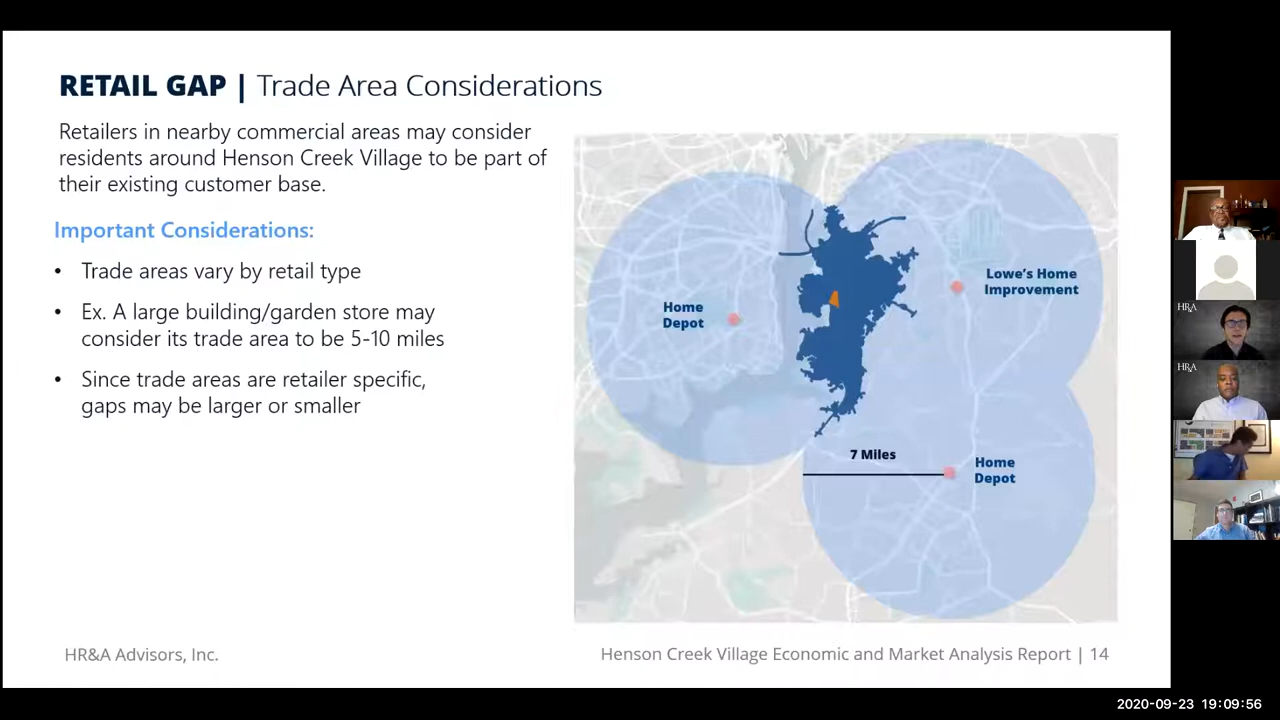 RETAIL GAP | Trade Area Considerations
Retailers in nearby commercial areas may consider
residents around Henson Creek Village to be part of
their existing customer base.
Important Considerations:
• Trade areas vary by retail type
• Ex. A large building/garden store may
consider its trade area to be 5-10 miles
• Since trade areas are retailer specific,
gaps may be larger or smaller
Home
Depot
Lowe's Home
Improvement
7 Miles
Home
Depot
HR&A Advisors, Inc.
Henson Creek Village Economic and Market Analysis Report | 14
HR&A
HR&A
2020-09-23 19:09:56